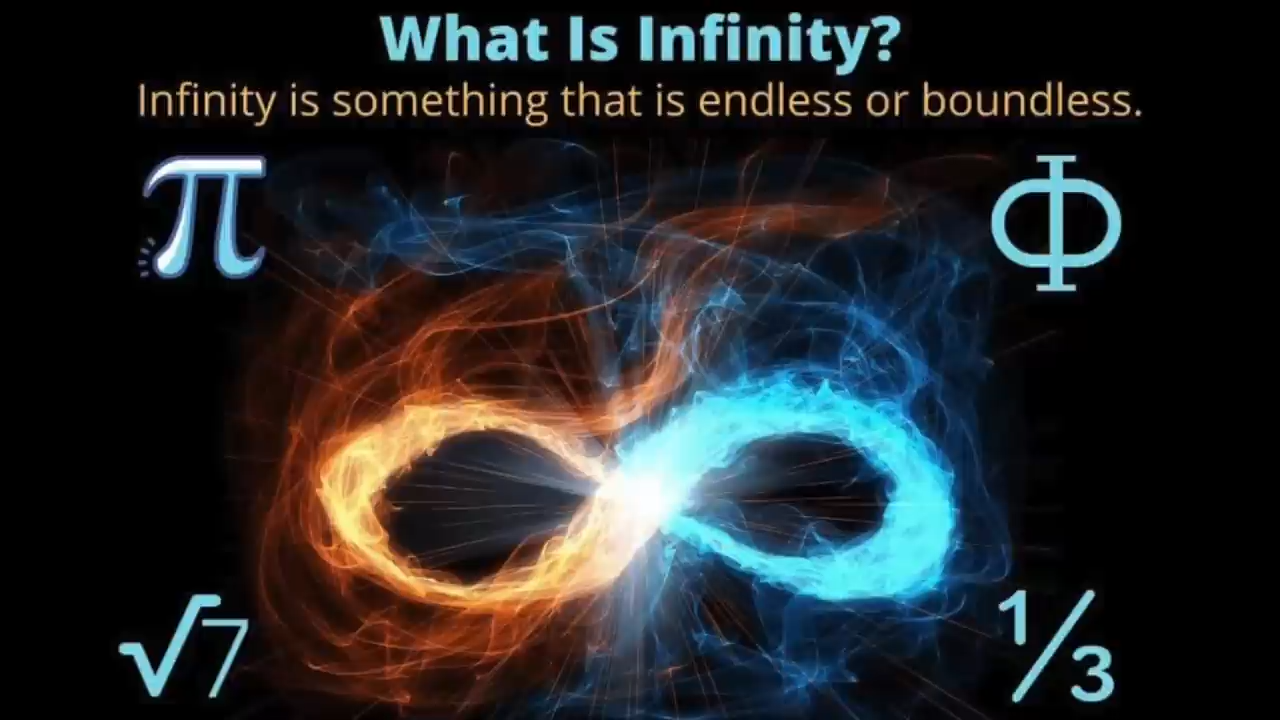 What Is Infinity?
Infinity is something that is endless or boundless.
π Φ
√7 1/3